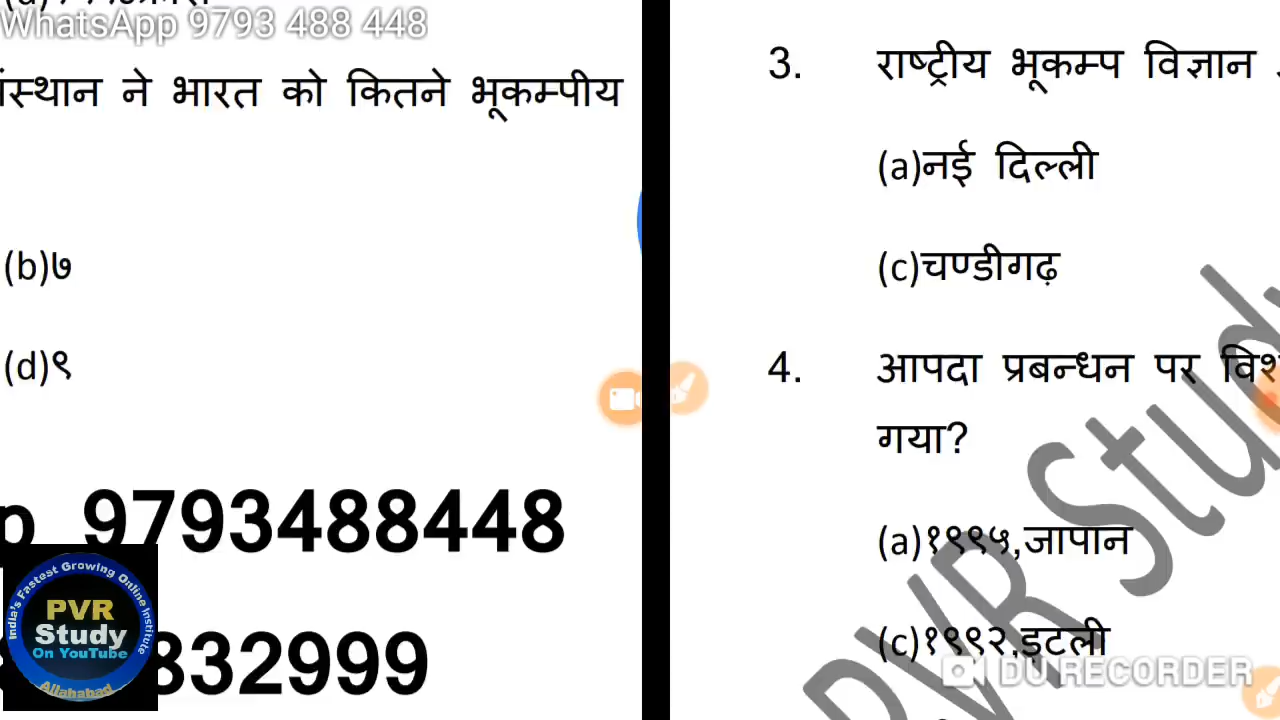 WhatsApp 9793 488 448
ंस्थान ने भारत को कितने भूकम्पीय
(b)७
(d)९
p 9793488448
832999
India's Fastest Growing Online Institute
PVR
Study
On YouTube
Allahabad
3. राष्ट्रीय भूकम्प विज्ञान
(a)नई दिल्ली
(c)चण्डीगढ़
4. आपदा प्रबन्धन पर
गया?
(a)१९९५,जापान
(c)१९९२,इटली
PVR Study
DU RECORDER